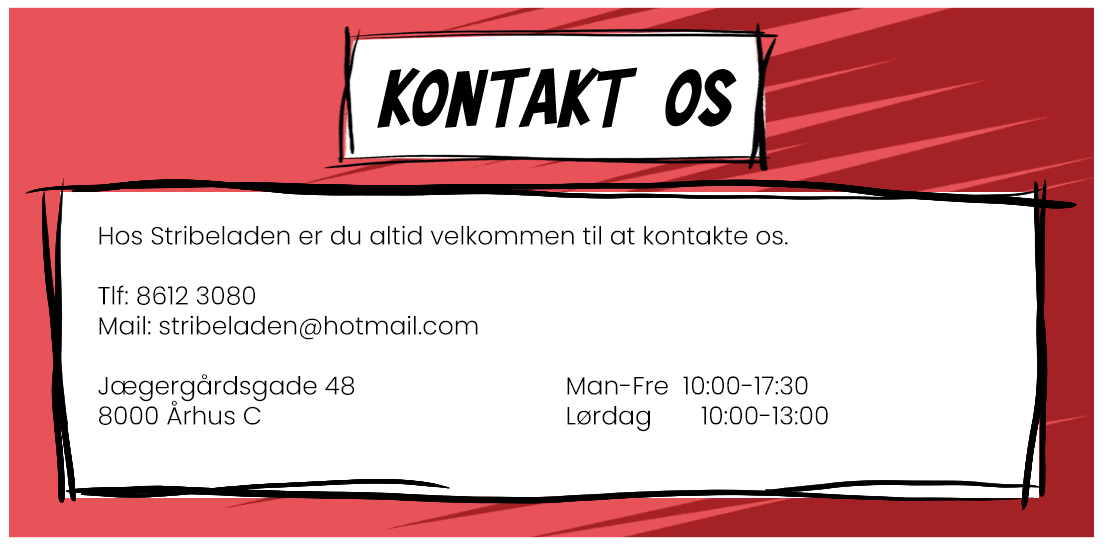 KONTAKT OS
Hos Stribeladen er du altid velkommen til at kontakte os.
Tlf: 8612 3080
Mail: stribeladen@hotmail.com
Jægergårdsgade 48
8000 Århus C
Man-Fre 10:00-17:30
Lørdag 10:00-13:00